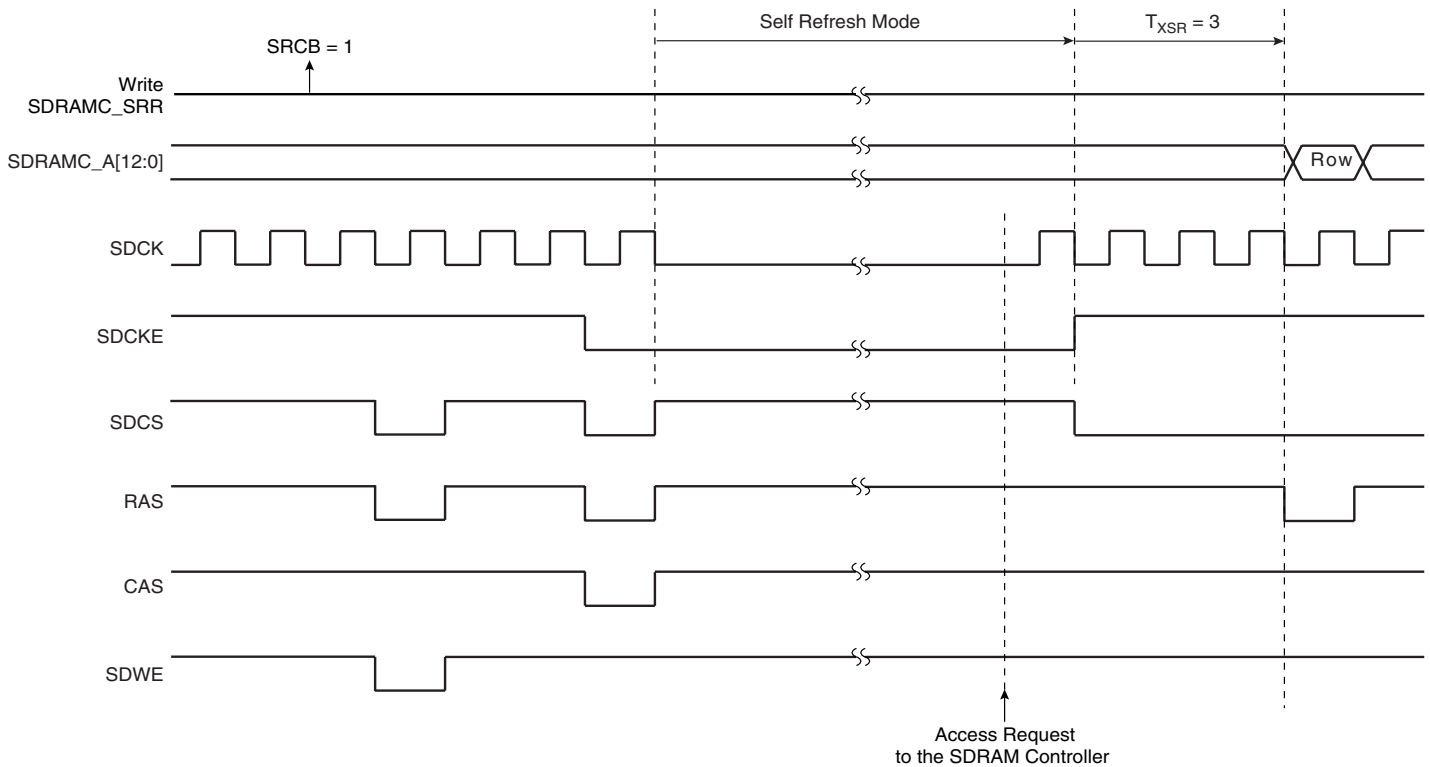 Self Refresh Mode
TXSR = 3
SRCB = 1
Write
SDRAMC_SRR
SDRAMC_A[12:0]
Row
SDCK
SDCKE
SDCS
RAS
CAS
SDWE
Access Request
to the SDRAM Controller